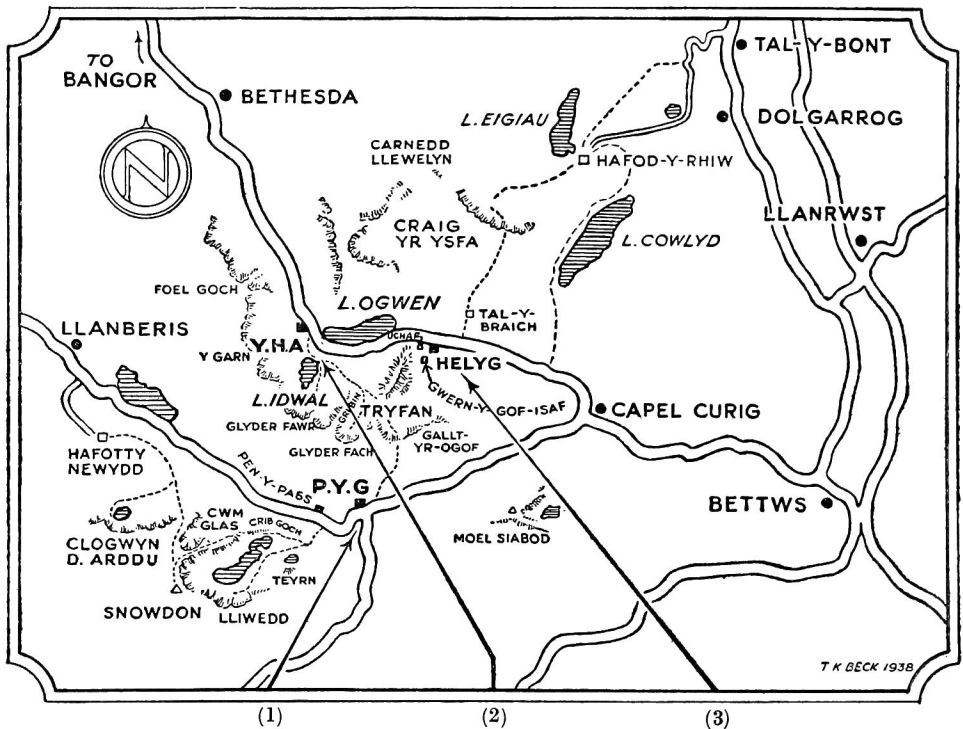 TO
BANGOR
BETHESDA
TAL-Y-BONT
DOLGARROG
L. EIGIAU
CARNEDD
LLEWELYN
HAFOD-Y-RHIW
CRAIG
YR YSFA
LLANRWST
L. COWLYD
N
FOEL GOCH
L. OGWEN
TAL-Y-
BRAICH
LLANBERIS
Y.H.A
UCHAF
HELYG
Y GARN
L. IDWAL
GWERN-Y-GOF-ISAF
TRYFAN
GRIBIN
CAPEL CURIG
GLYDER FAWR
GALLT-
YR-OGOF
GLYDER FACH
HAFOTTY
NEWYDD
PEN-Y-PASS
P.Y.G
BETTWS
CWM
GLAS
CRIB GOCH
CLOGWYN
D. ARDDU
MOEL SIABOD
TEYRN
SNOWDON
LLIWEDD
T K BECK 1938
(1) (2) (3)